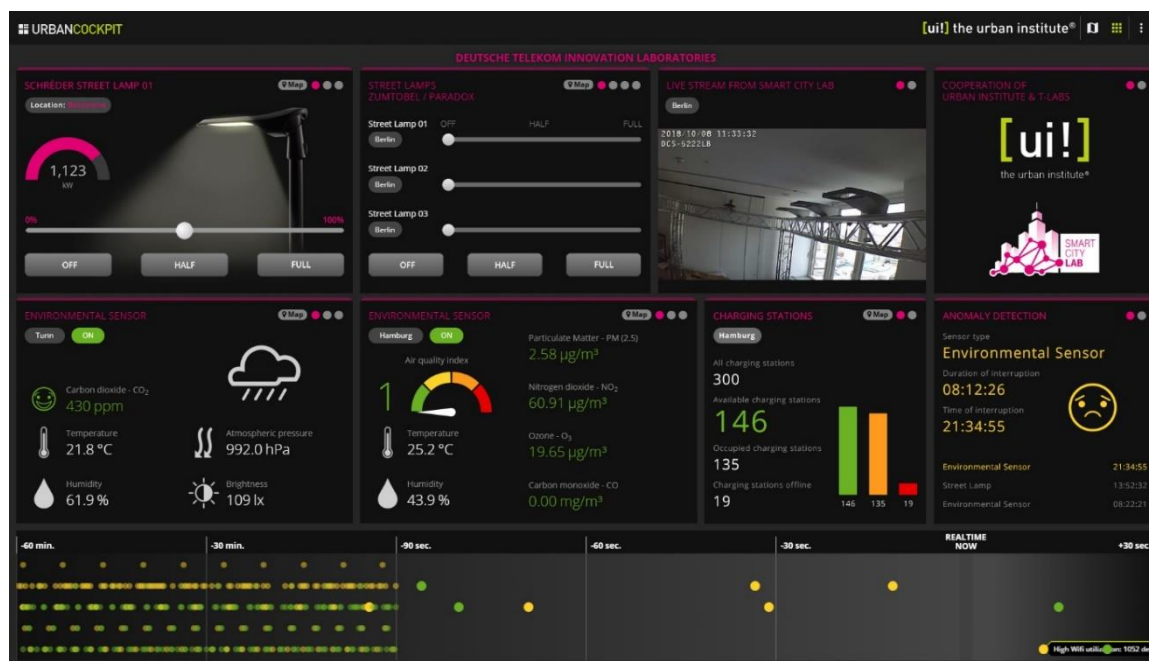 URBANCOCKPIT
[ui!] the urban institute®
DEUTSCHE TELEKOM INNOVATION LABORATORIES
SCHRÉDER STREET LAMP 01
Map
Location:
1,123
kW
0%
100%
OFF
HALF
FULL
STREET LAMPS
ZUMTOBEL / PARADOX
Map
Street Lamp 01
OFF
HALF
FULL
Berlin
Street Lamp 02
Berlin
Street Lamp 03
Berlin
OFF
HALF
FULL
LIVE STREAM FROM SMART CITY LAB
Berlin
2018/10/08 11:33:32
DCS-6222LB
COOPERATION OF
URBAN INSTITUTE & T-LABS
[ui!]
the urban institute®
SMART
CITY
LAB
ENVIRONMENTAL SENSOR
Map
Turin
ON
Carbon dioxide - CO₂
430 ppm
Temperature
21.8 °C
Atmospheric pressure
992.0 hPa
Humidity
61.9 %
Brightness
109 lx
ENVIRONMENTAL SENSOR
Map
Hamburg
ON
Air quality index
1
Temperature
25.2 °C
Humidity
43.9 %
Particulate Matter - PM (2.5)
2.58 µg/m³
Nitrogen dioxide - NO₂
60.91 µg/m³
Ozone - O₃
19.65 µg/m³
Carbon monoxide - CO
0.00 mg/m³
CHARGING STATIONS
Map
Hamburg
All charging stations
300
Available charging stations
146
Occupied charging stations
135
Charging stations offline
19
146
135
19
ANOMALY DETECTION
Sensor type
Environmental Sensor
Duration of interruption
08:12:26
Time of interruption
21:34:55
Environmental Sensor 21:34:55
Street Lamp 13:52:32
Environmental Sensor 08:22:21
-60 min.
-30 min.
-90 sec.
-60 sec.
-30 sec.
REALTIME
NOW
+30 sec
High Wifi 1052 de